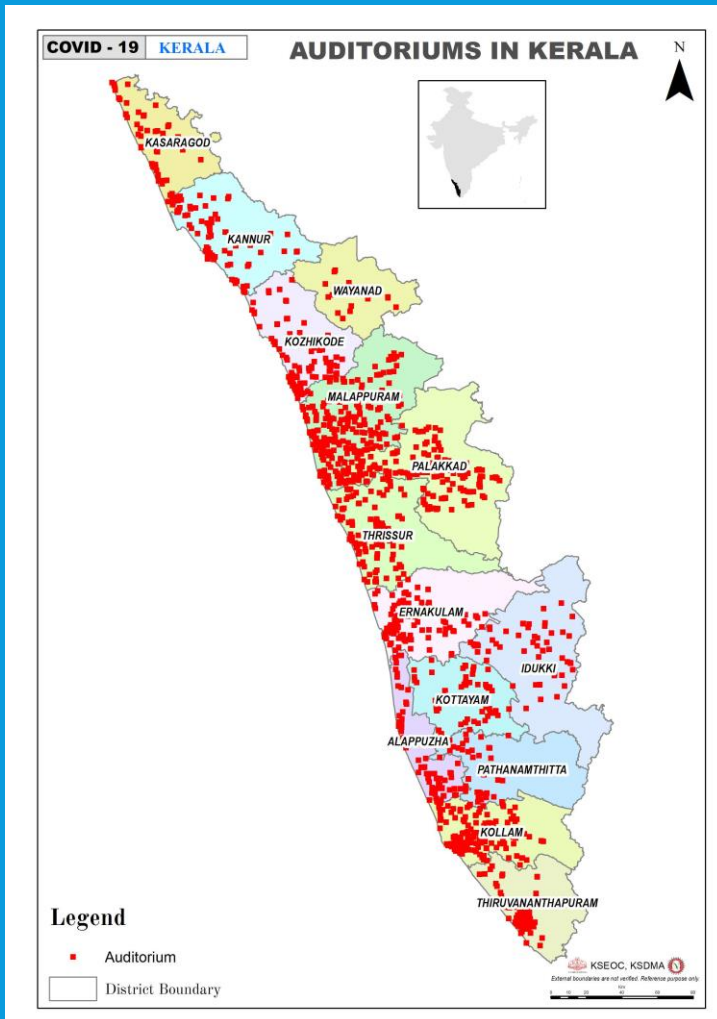 COVID - 19 KERALA
AUDITORIUMS IN KERALA
N
KASARAGOD
KANNUR
WAYANAD
KOZHIKODE
MALAPPURAM
PALAKKAD
THRISSUR
ERNAKULAM
IDUKKI
KOTTAYAM
ALAPPUZHA
PATHANAMTHITTA
KOLLAM
THIRUVANANTHAPURAM
Legend
Auditorium
District Boundary
KSEOC, KSDMA
External boundaries are not verified. Reference purpose only.